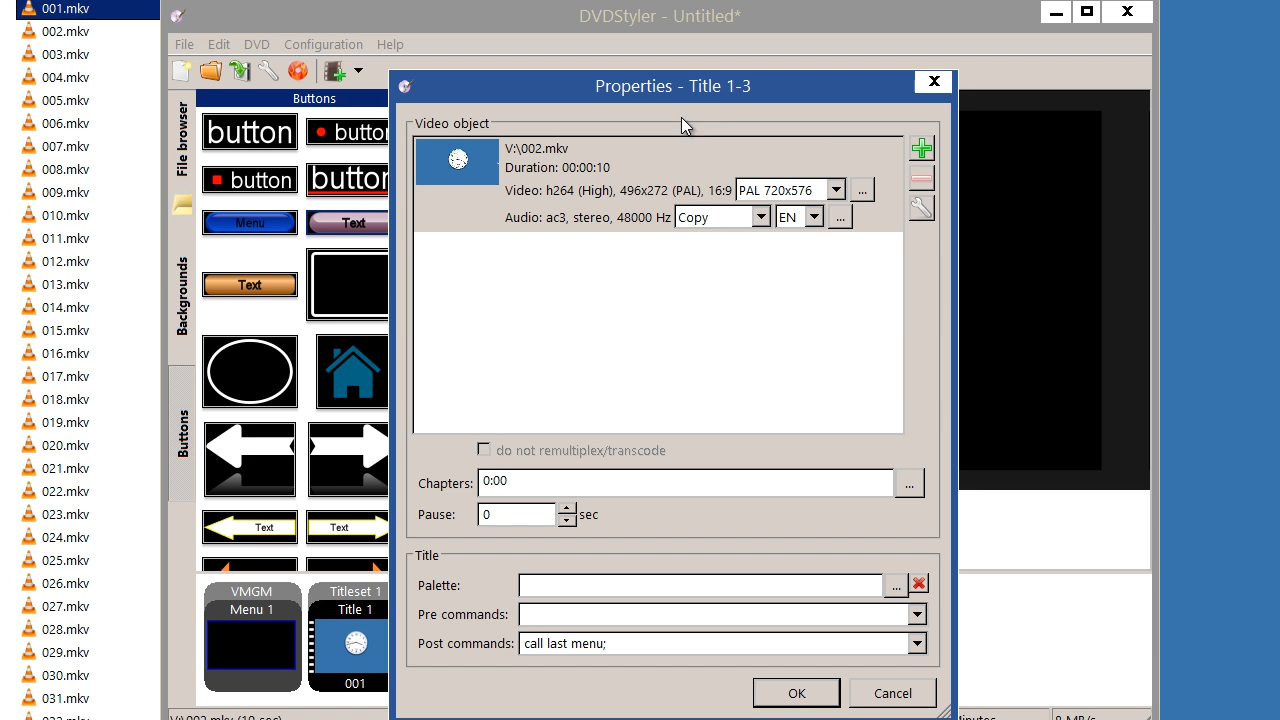 001.mkv
002.mkv
003.mkv
004.mkv
005.mkv
006.mkv
007.mkv
008.mkv
009.mkv
010.mkv
011.mkv
012.mkv
013.mkv
014.mkv
015.mkv
016.mkv
017.mkv
018.mkv
019.mkv
020.mkv
021.mkv
022.mkv
023.mkv
024.mkv
025.mkv
026.mkv
027.mkv
028.mkv
029.mkv
030.mkv
031.mkv
DVDStyler - Untitled*
File Edit DVD Configuration Help
File browser
Backgrounds
Buttons
Buttons
button
button
button
button
Menu
Text
Text
Text
Text
VMGM
Menu 1
Titleset 1
Title 1
001
Properties - Title 1-3
Video object
V:\002.mkv
Duration: 00:00:10
Video: h264 (High), 496x272 (PAL), 16:9 PAL 720x576 ...
Audio: ac3, stereo, 48000 Hz Copy EN ...
do not remultiplex/transcode
Chapters: 0:00 ...
Pause: 0 sec
Title
Palette: ...
Pre commands:
Post commands: call last menu;
OK Cancel